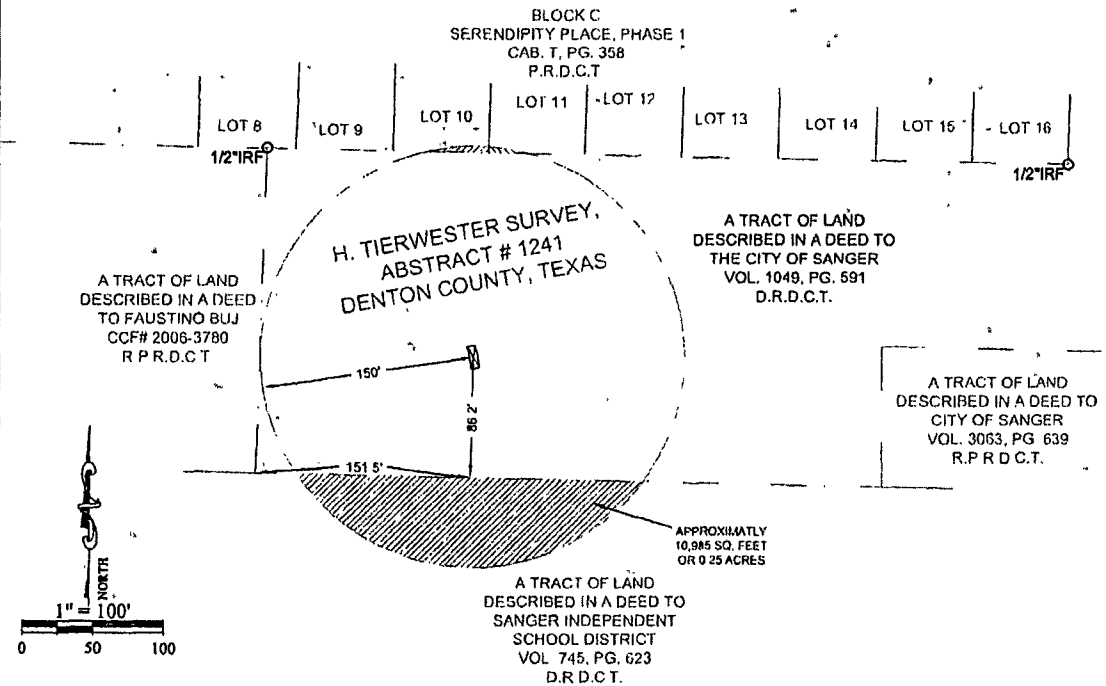 BLOCK C
SERENDIPITY PLACE, PHASE 1
CAB. T, PG. 358
P.R.D.C.T
LOT 8
LOT 9
LOT 10
LOT 11
LOT 12
LOT 13
LOT 14
LOT 15
LOT 16
1/2"IRF
1/2"IRF
H. TIERWESTER SURVEY,
ABSTRACT # 1241
DENTON COUNTY, TEXAS
A TRACT OF LAND
DESCRIBED IN A DEED TO
THE CITY OF SANGER
VOL. 1049, PG. 591
D.R.D.C.T.
A TRACT OF LAND
DESCRIBED IN A DEED
TO FAUSTINO BUJ
CCF# 2006-3780
R P R.D.C T
150'
86 2'
151 5'
A TRACT OF LAND
DESCRIBED IN A DEED TO
CITY OF SANGER
VOL. 3063, PG 639
R.P R D C.T.
APPROXIMATLY
10,985 SQ. FEET
OR 0 25 ACRES
A TRACT OF LAND
DESCRIBED IN A DEED TO
SANGER INDEPENDENT
SCHOOL DISTRICT
VOL 745, PG. 623
D.R D.C T.
NORTH
1" = 100'
0 50 100